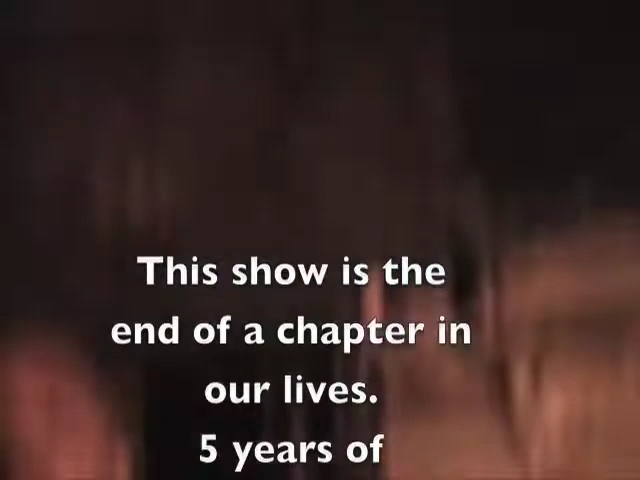 This show is the
end of a chapter in
our lives.
5 years of